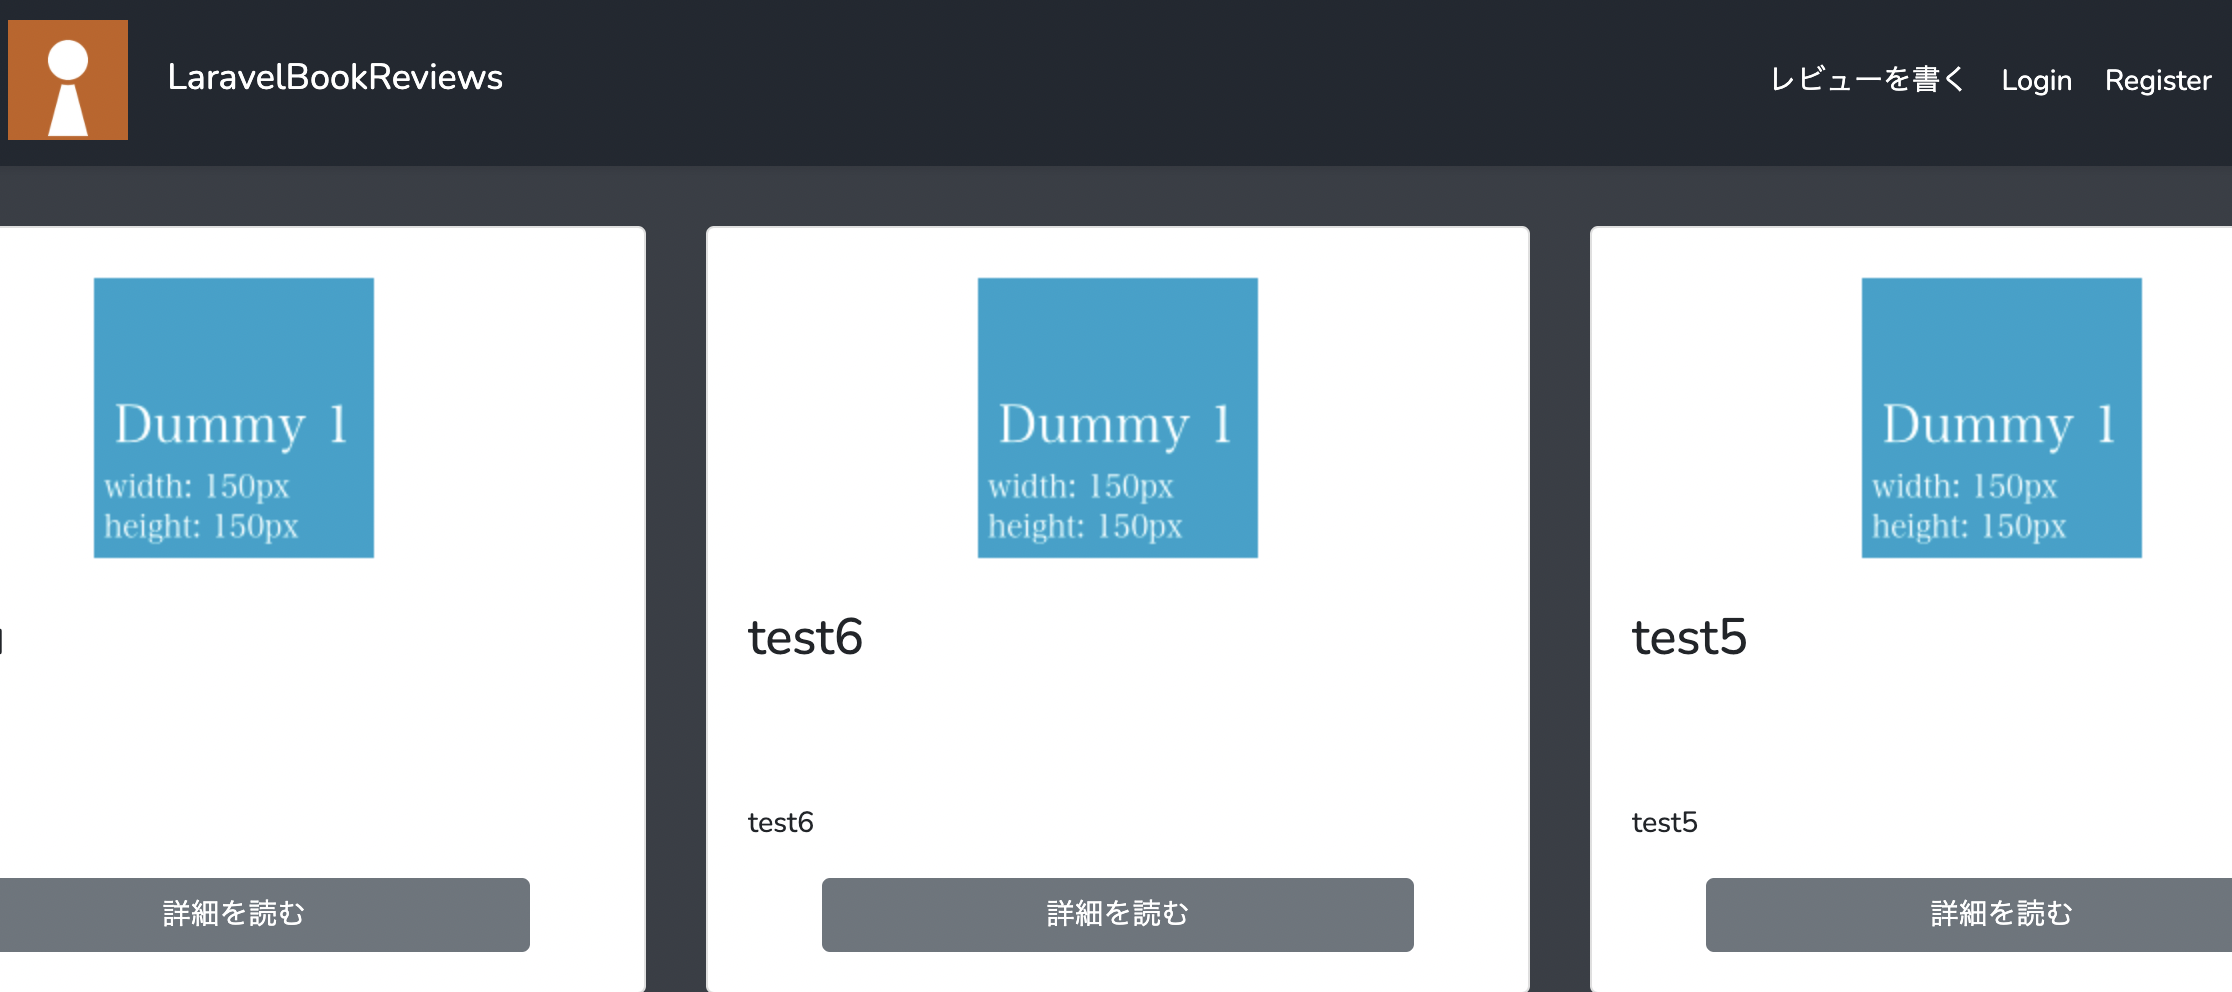 LaravelBookReviews
レビューを書く Login Register
Dummy 1
width: 150px
height: 150px
詳細を読む
Dummy 1
width: 150px
height: 150px
test6
test6
詳細を読む
Dummy 1
width: 150px
height: 150px
test5
test5
詳細を読む